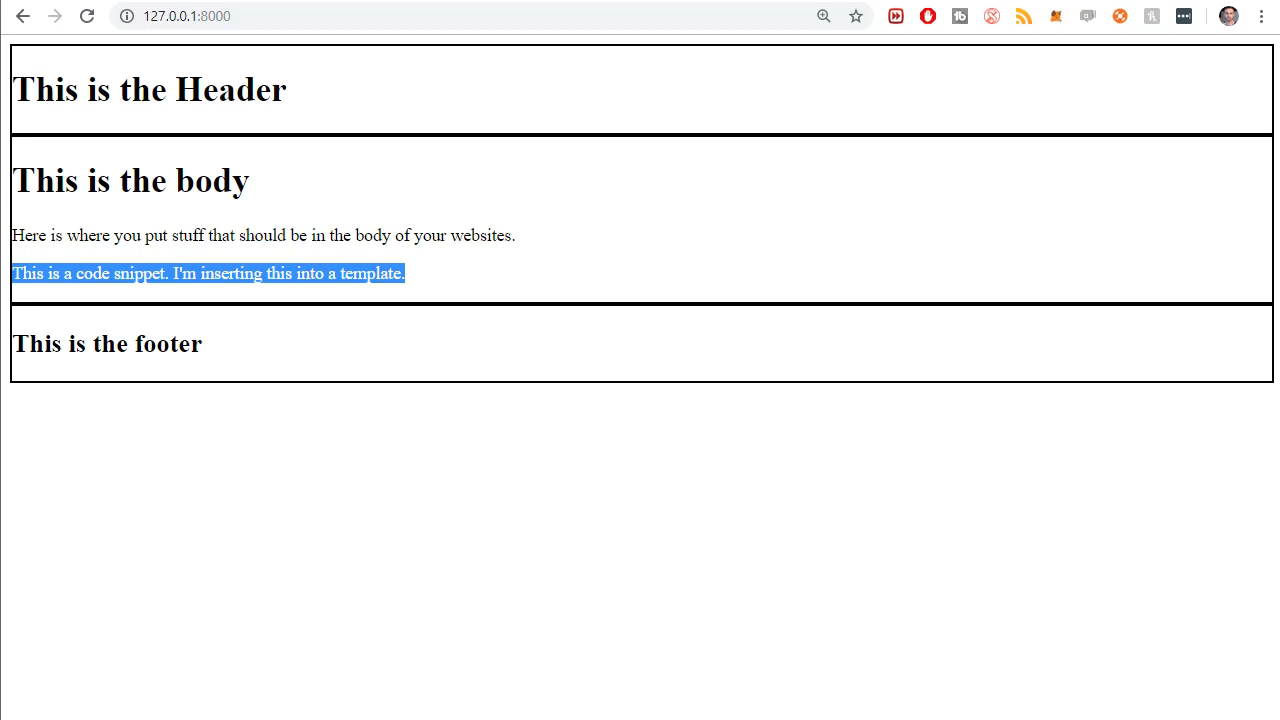 127.0.0.1:8000
This is the Header
This is the body
Here is where you put stuff that should be in the body of your websites.
This is a code snippet. I'm inserting this into a template.
This is the footer